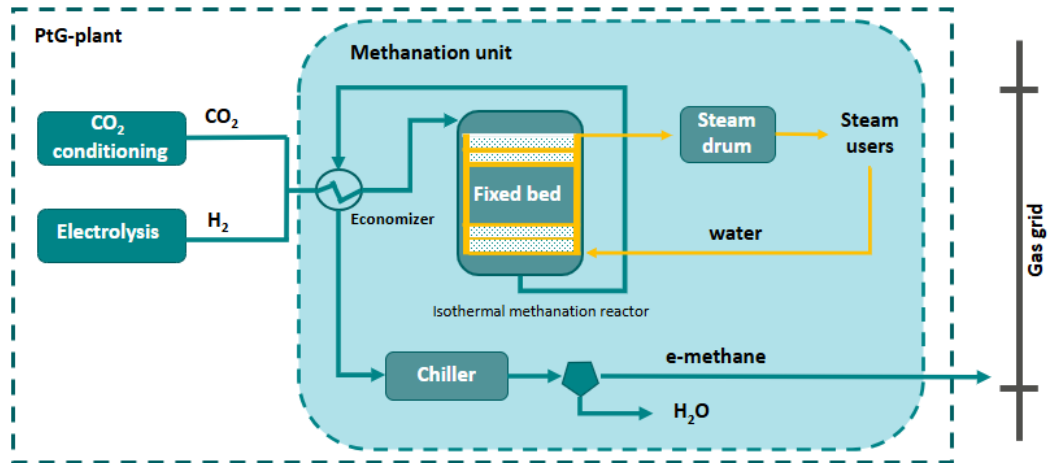 PtG-plant
Methanation unit
CO₂
conditioning
CO₂
Electrolysis
H₂
Economizer
Fixed bed
Steam
drum
Steam
users
water
Isothermal methanation reactor
Chiller
e-methane
H₂O
Gas grid